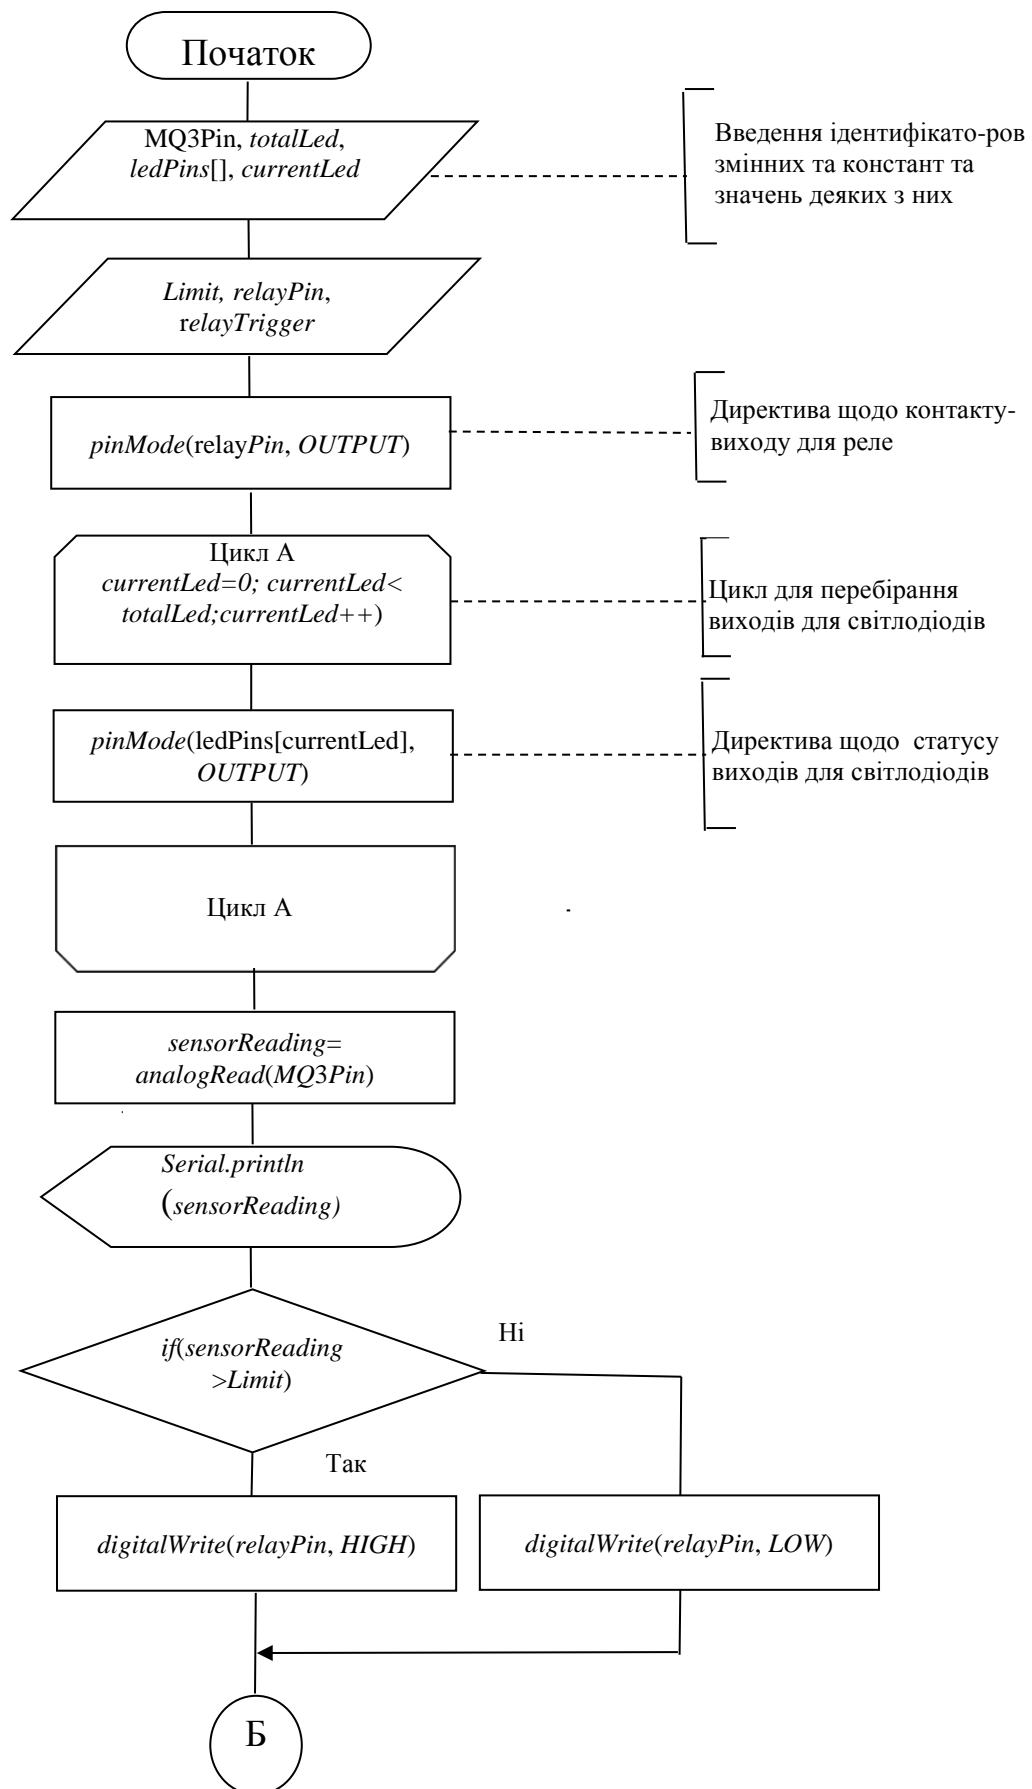 Початок
MQ3Pin, totalLed,
ledPins[], currentLed
Введення ідентифікато-ров
змінних та констант та
значень деяких з них
Limit, relayPin,
relayTrigger
pinMode(relayPin, OUTPUT)
Директива щодо контакту-
виходу для реле
Цикл А
currentLed=0; currentLed<
totalLed;currentLed++)
Цикл для перебірання
виходів для світлодіодів
pinMode(ledPins[currentLed],
OUTPUT)
Директива щодо статусу
виходів для світлодіодів
Цикл А
sensorReading=
analogRead(MQ3Pin)
Serial.println
(sensorReading)
if(sensorReading
>Limit)
Ні
Так
digitalWrite(relayPin, HIGH)
digitalWrite(relayPin, LOW)
Б